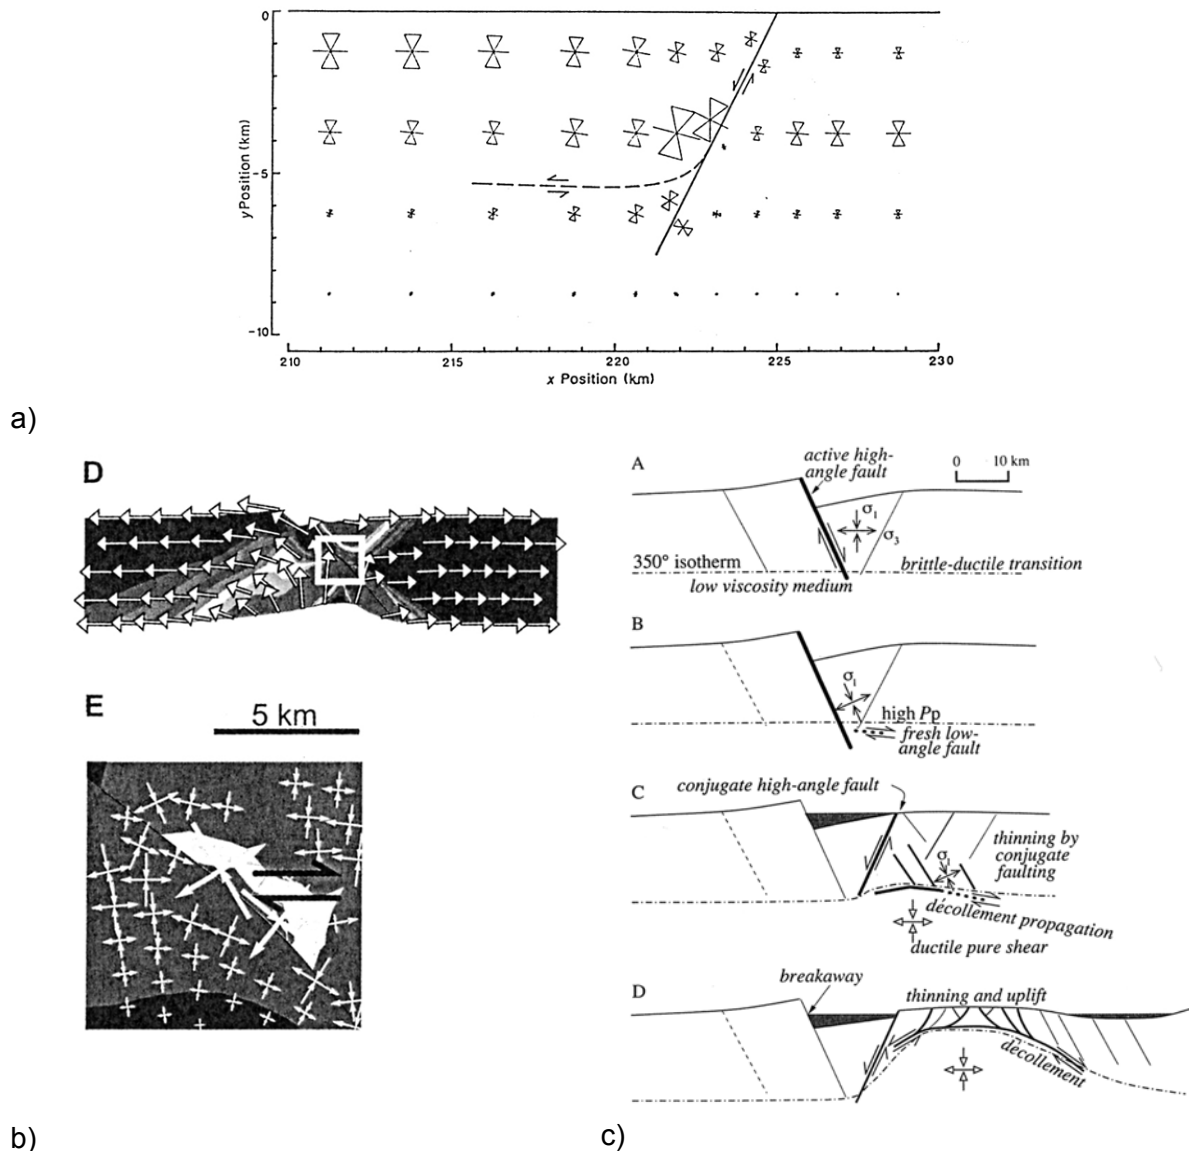 0
-5
-10
y Position (km)
210
215
220
225
230
x Position (km)
a)
D
E
5 km
b)
A
active high-
angle fault
0 10 km
σ1
σ3
350° isotherm
brittle-ductile transition
low viscosity medium
B
σ1
high Pp
fresh low-
angle fault
C
conjugate high-angle fault
thinning by
conjugate
faulting
σ1
décollement propagation
ductile pure shear
D
breakaway
thinning and uplift
décollement
c)